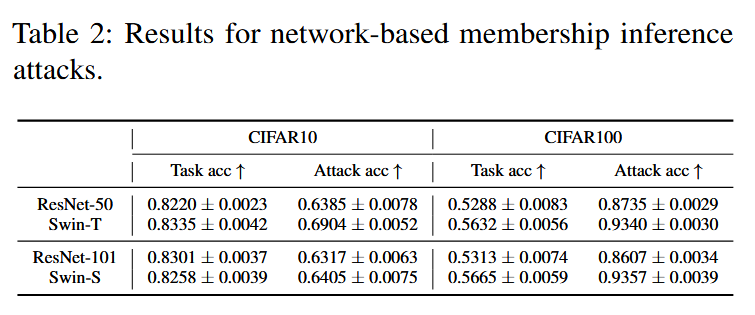 Table 2: Results for network-based membership inference
attacks.
CIFAR10 CIFAR100
Task acc ↑ Attack acc ↑ Task acc ↑ Attack acc ↑
ResNet-50 0.8220 ± 0.0023 0.6385 ± 0.0078 0.5288 ± 0.0083 0.8735 ± 0.0029
Swin-T 0.8335 ± 0.0042 0.6904 ± 0.0052 0.5632 ± 0.0056 0.9340 ± 0.0030
ResNet-101 0.8301 ± 0.0037 0.6317 ± 0.0063 0.5313 ± 0.0074 0.8607 ± 0.0034
Swin-S 0.8258 ± 0.0039 0.6405 ± 0.0075 0.5665 ± 0.0059 0.9357 ± 0.0039